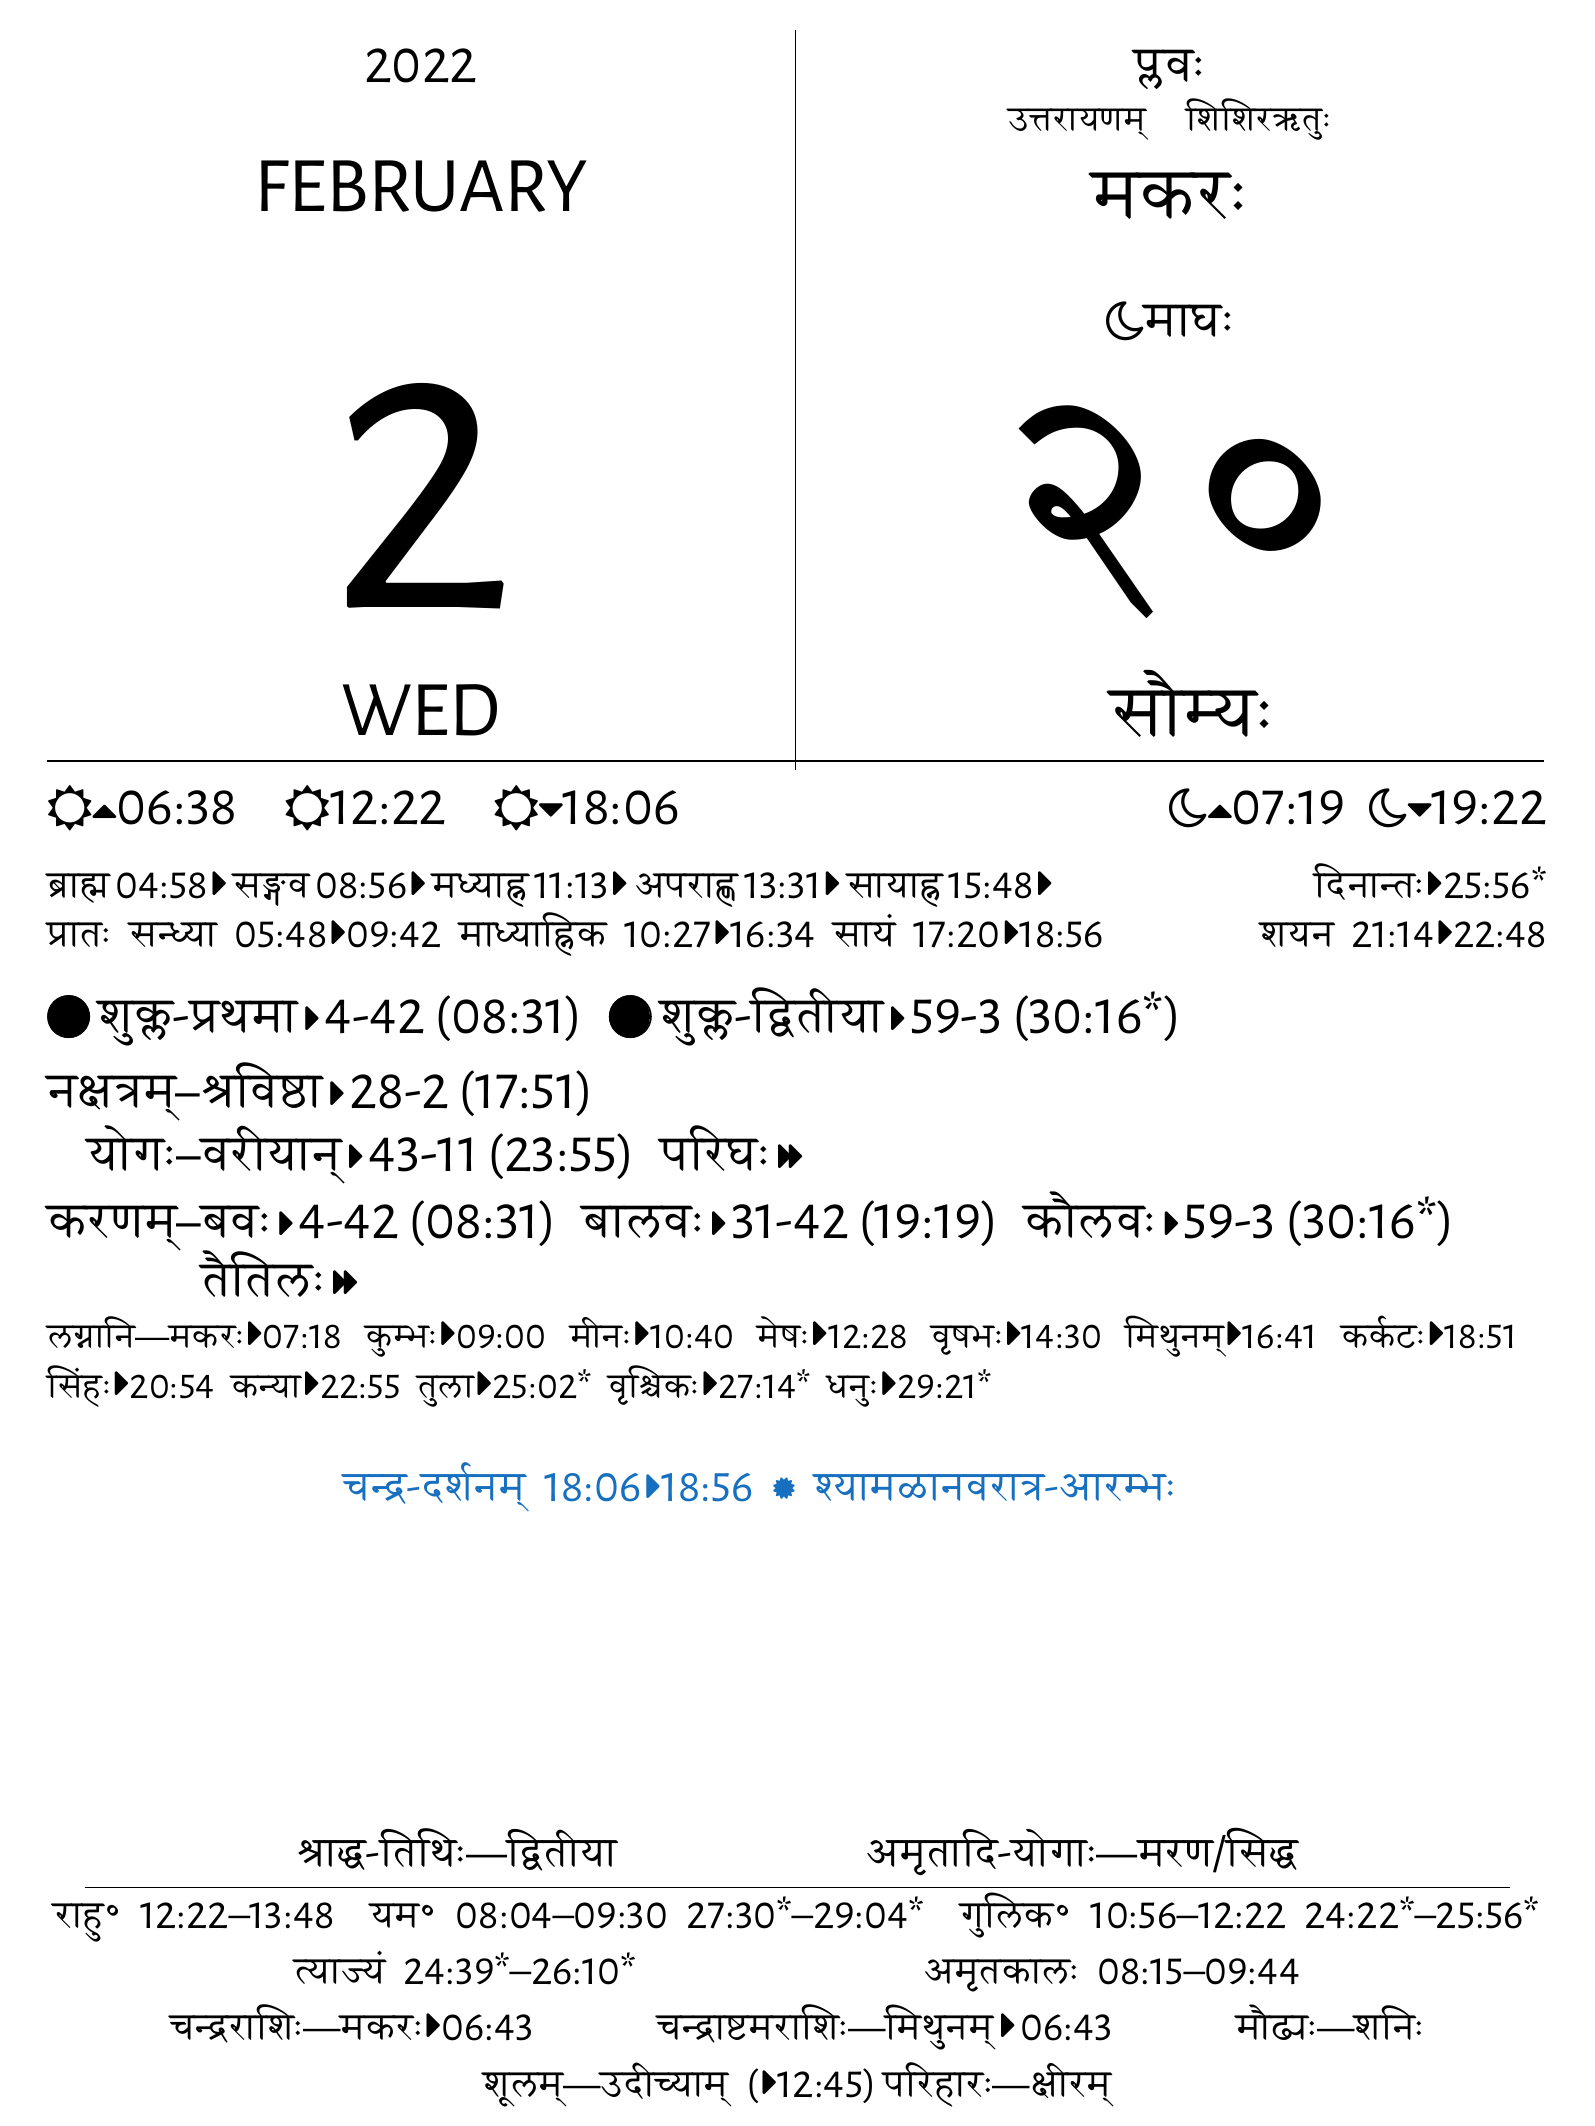 2022
FEBRUARY
2
WED
प्लवः
उत्तरायणम् शिशिरऋतुः
मकरः
माघः
२०
सौम्यः
06:38 12:22 18:06 07:19 19:22
ब्राह्म 04:58 सङ्गव 08:56 मध्याह्न 11:13 अपराह्ण 13:31 सायाह्न 15:48 दिनान्तः 25:56*
प्रातः सन्ध्या 05:48 09:42 माध्याह्निक 10:27 16:34 सायं 17:20 18:56 शयन 21:14 22:48
शुक्ल-प्रथमा 4-42 (08:31) शुक्ल-द्वितीया 59-3 (30:16*)
नक्षत्रम्–श्रविष्ठा 28-2 (17:51)
योगः–वरीयान् 43-11 (23:55) परिघः
करणम्–बवः 4-42 (08:31) बालवः 31-42 (19:19) कौलवः 59-3 (30:16*)
तैतिलः
लग्नानि—मकरः 07:18 कुम्भः 09:00 मीनः 10:40 मेषः 12:28 वृषभः 14:30 मिथुनम् 16:41 कर्कटः 18:51
सिंहः 20:54 कन्या 22:55 तुला 25:02* वृश्चिकः 27:14* धनुः 29:21*
चन्द्र-दर्शनम् 18:06 18:56 श्यामळानवरात्र-आरम्भः
श्राद्ध-तिथिः—द्वितीया अमृतादि-योगाः—मरण/सिद्ध
राहु॰ 12:22–13:48 यम॰ 08:04–09:30 27:30*–29:04* गुलिक॰ 10:56–12:22 24:22*–25:56*
त्याज्यं 24:39*–26:10* अमृतकालः 08:15–09:44
चन्द्रराशिः—मकरः 06:43 चन्द्राष्टमराशिः—मिथुनम् 06:43 मौढ्यः—शनिः
शूलम्—उदीच्याम् (12:45) परिहारः—क्षीरम्